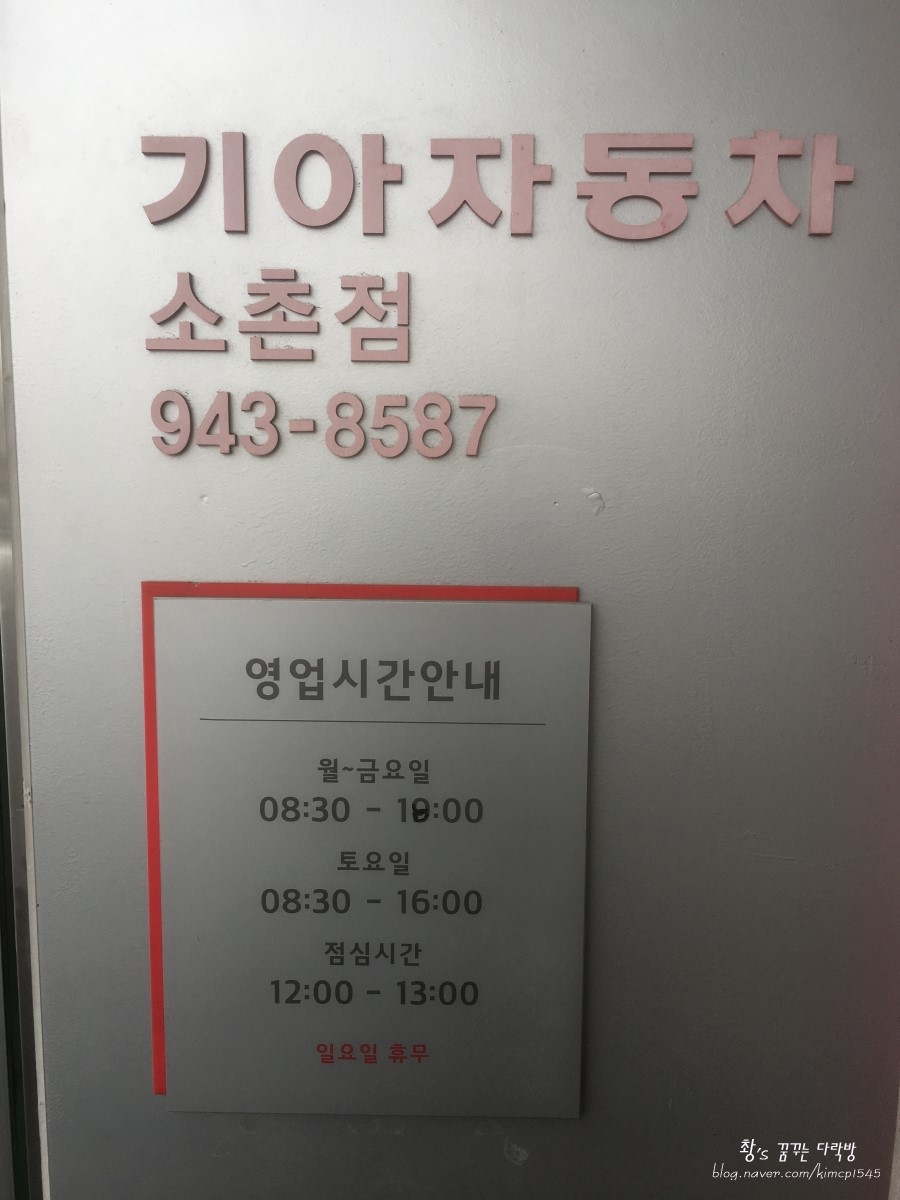 기아자동차
소촌점
943-8587
영업시간안내
월~금요일
08:30 -
토요일
08:30 - 16:00
점심시간
12:00 - 13:00
일요일 휴무
황's 꿈꾸는 다락방
blog.naver.com/kimcp1545